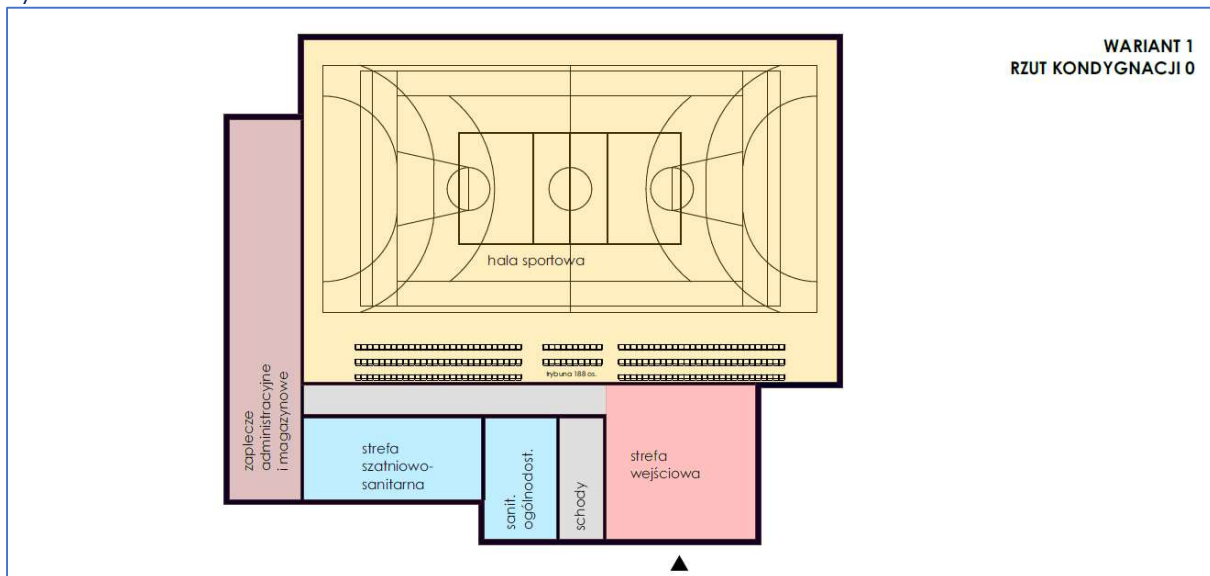 WARIANT 1
RZUT KONDYGNACJI 0
hala sportowa
trybuna 188 os.
zaplecze
administracyjne
i magazynowe
strefa
szatniowo-
sanitarna
sanit.
ogólnodost.
schody
strefa
wejściowa